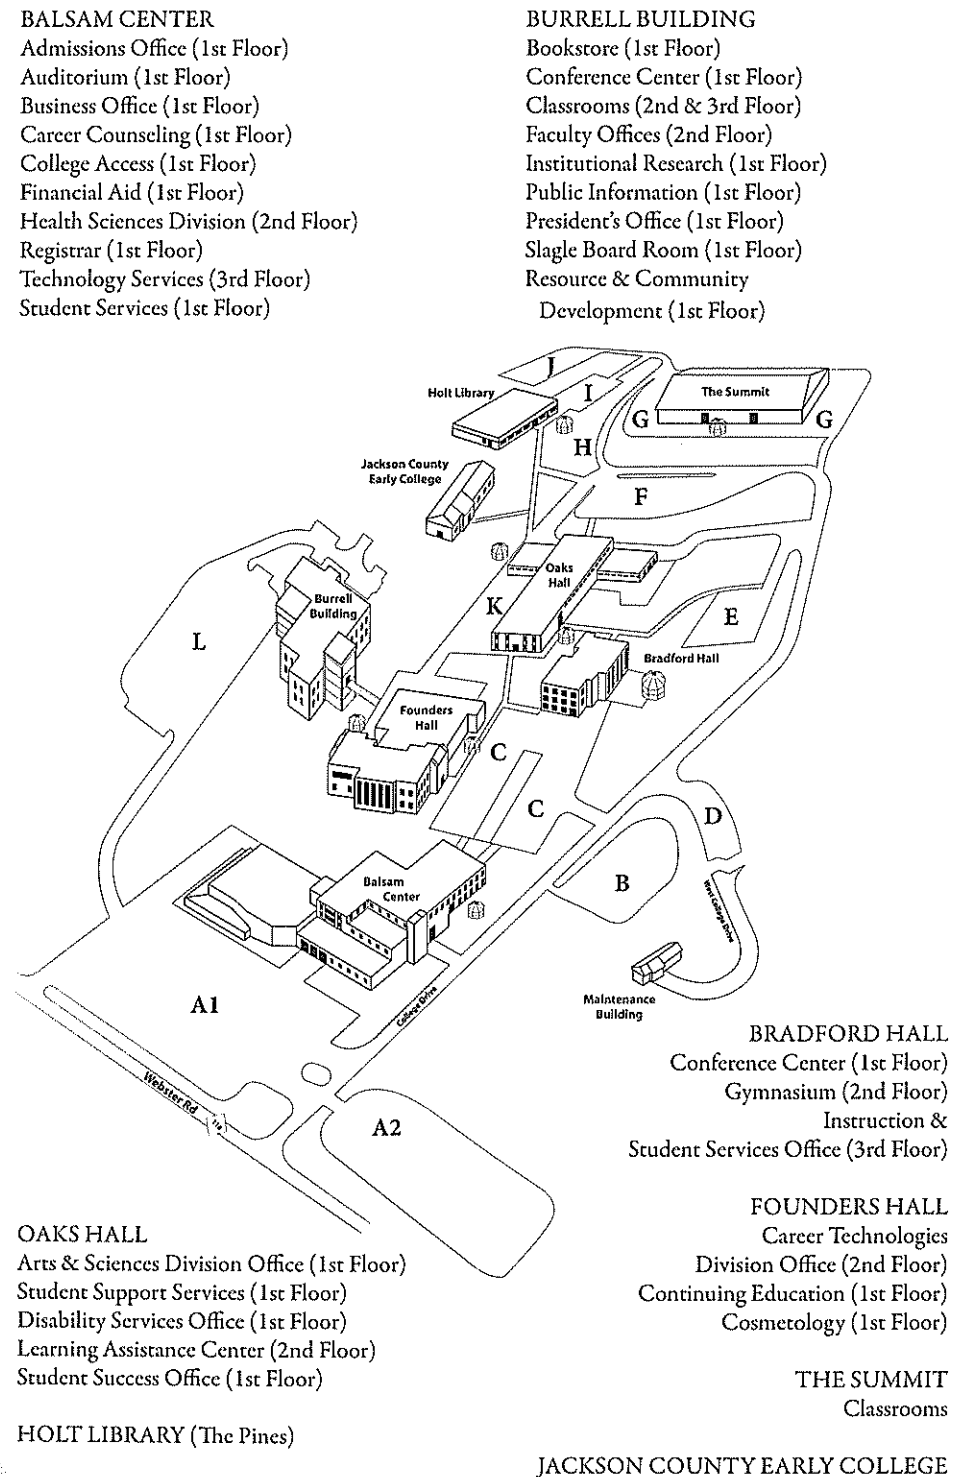 BALSAM CENTER
Admissions Office (1st Floor)
Auditorium (1st Floor)
Business Office (1st Floor)
Career Counseling (1st Floor)
College Access (1st Floor)
Financial Aid (1st Floor)
Health Sciences Division (2nd Floor)
Registrar (1st Floor)
Technology Services (3rd Floor)
Student Services (1st Floor)
BURRELL BUILDING
Bookstore (1st Floor)
Conference Center (1st Floor)
Classrooms (2nd & 3rd Floor)
Faculty Offices (2nd Floor)
Institutional Research (1st Floor)
Public Information (1st Floor)
President's Office (1st Floor)
Slagle Board Room (1st Floor)
Resource & Community
Development (1st Floor)
J
Holt Library
I
The Summit
G
G
H
Jackson County
Early College
F
Oaks
Hall
K
Burrell
Building
E
L
Bradford Hall
Founders
Hall
C
C
D
Balsam
Center
B
West College Drive
Maintenance
Building
A1
College Drive
Webster Rd
116
A2
BRADFORD HALL
Conference Center (1st Floor)
Gymnasium (2nd Floor)
Instruction &
Student Services Office (3rd Floor)
FOUNDERS HALL
Career Technologies
Division Office (2nd Floor)
Continuing Education (1st Floor)
Cosmetology (1st Floor)
THE SUMMIT
Classrooms
JACKSON COUNTY EARLY COLLEGE
OAKS HALL
Arts & Sciences Division Office (1st Floor)
Student Support Services (1st Floor)
Disability Services Office (1st Floor)
Learning Assistance Center (2nd Floor)
Student Success Office (1st Floor)
HOLT LIBRARY (The Pines)